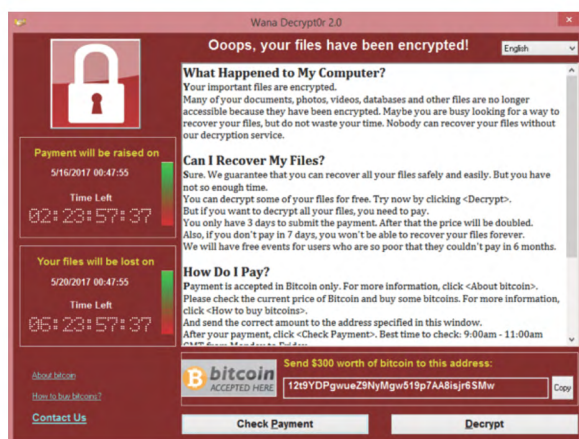 Wana Decrypt0r 2.0
Ooops, your files have been encrypted!
English
What Happened to My Computer?
Your important files are encrypted.
Many of your documents, photos, videos, databases and other files are no longer
accessible because they have been encrypted. Maybe you are busy looking for a way to
recover your files, but do not waste your time. Nobody can recover your files without
our decryption service.
Can I Recover My Files?
Sure. We guarantee that you can recover all your files safely and easily. But you have
not so enough time.
You can decrypt some of your files for free. Try now by clicking <Decrypt>.
But if you want to decrypt all your files, you need to pay.
You only have 3 days to submit the payment. After that the price will be doubled.
Also, if you don't pay in 7 days, you won't be able to recover your files forever.
We will have free events for users who are so poor that they couldn't pay in 6 months.
How Do I Pay?
Payment is accepted in Bitcoin only. For more information, click <About bitcoin>.
Please check the current price of Bitcoin and buy some bitcoins. For more information,
click <How to buy bitcoins>.
And send the correct amount to the address specified in this window.
After your payment, click <Check Payment>. Best time to check: 9:00am - 11:00am
GMT from Monday to Friday.
Payment will be raised on
5/16/2017 00:47:55
Time Left
02:23:57:37
Your files will be lost on
5/20/2017 00:47:55
Time Left
06:23:57:37
About bitcoin
How to buy bitcoins?
Contact Us
bitcoin
ACCEPTED HERE
Send $300 worth of bitcoin to this address:
12t9YDPgwueZ9NyMgw519p7AA8isjr6SMw
Copy
Check Payment
Decrypt